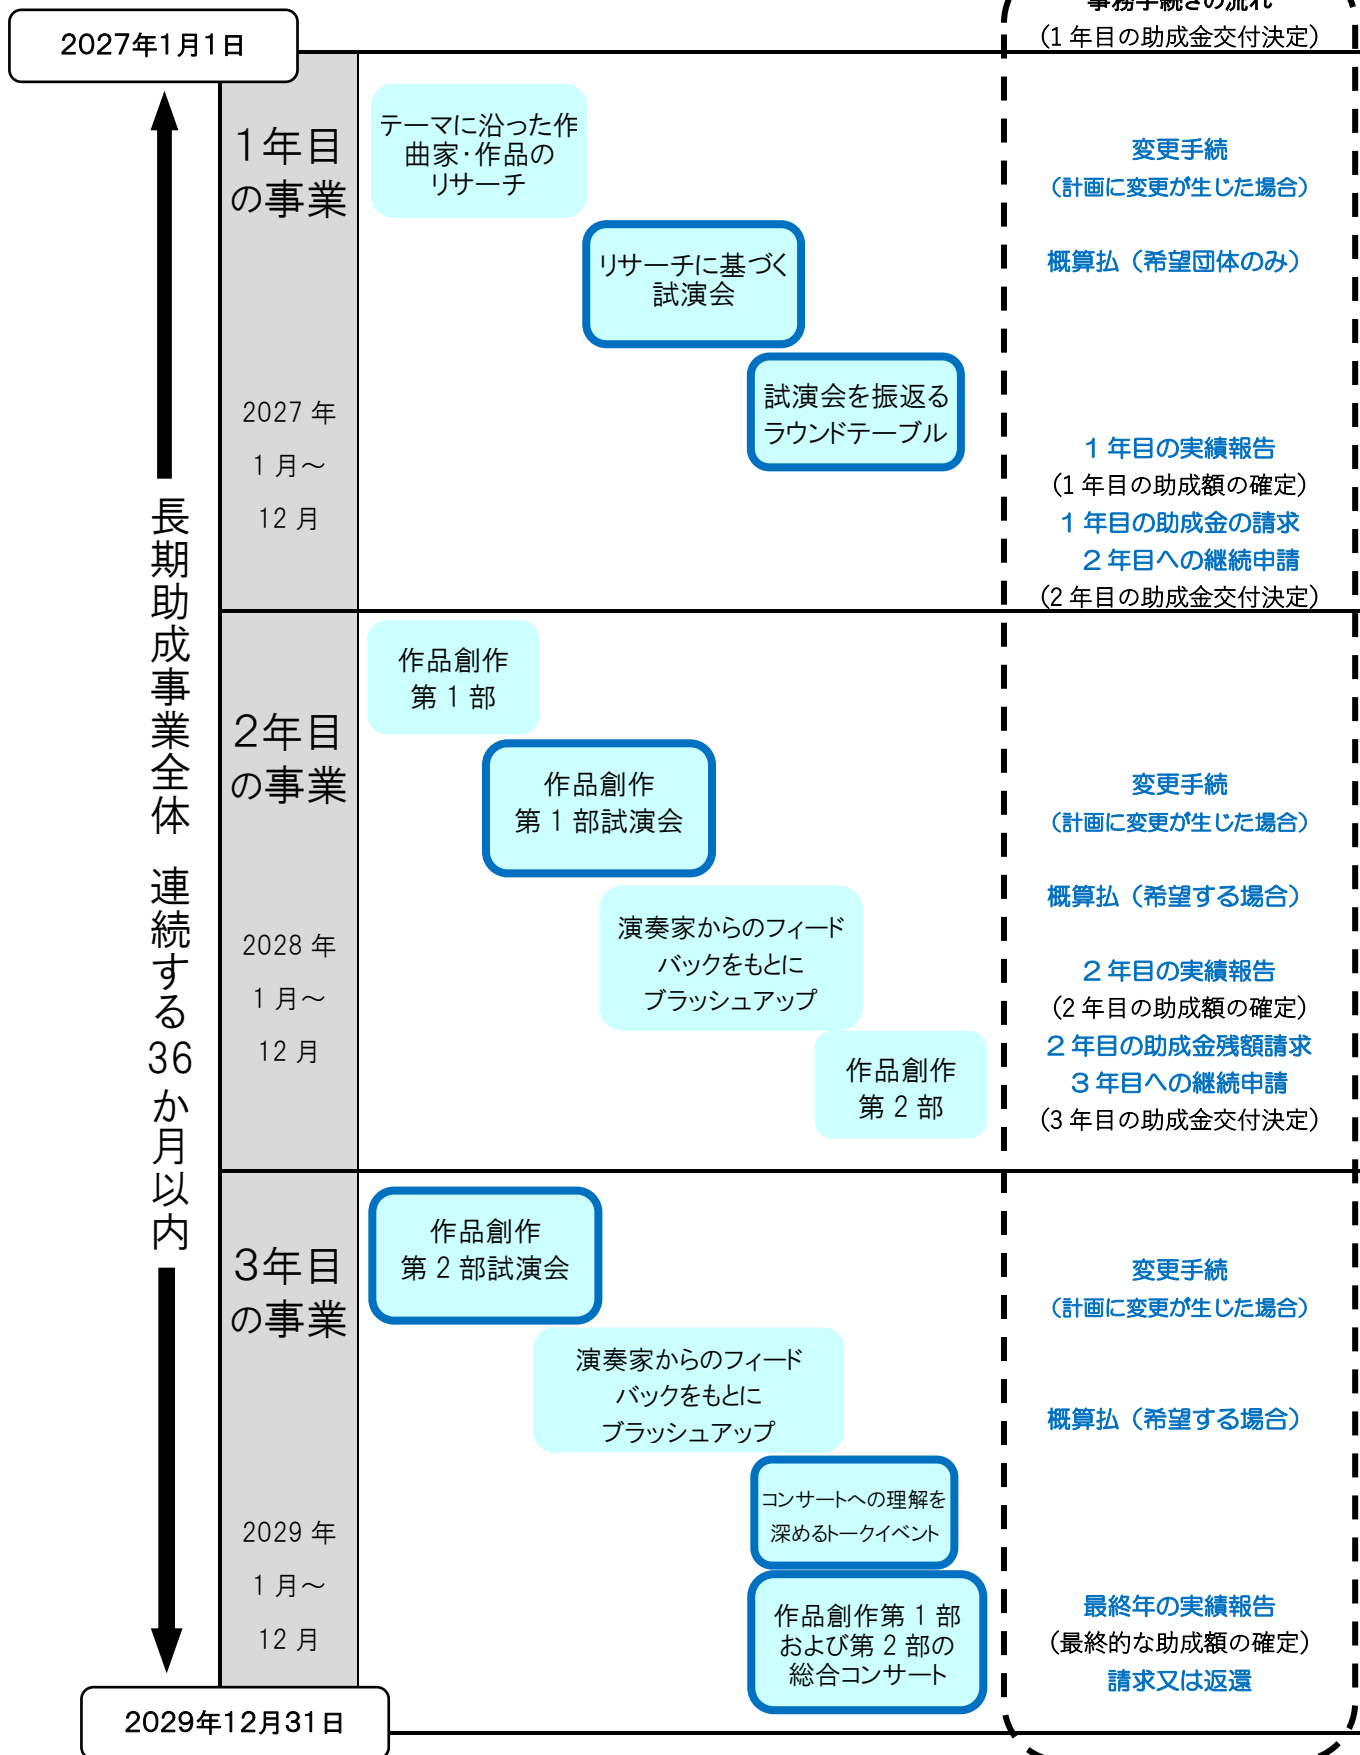 事務手続きの流れ
(1年目の助成金交付決定)
2027年1月1日
1年目
の事業
2027年
1月～
12月
テーマに沿った作
曲家・作品の
リサーチ
リサーチに基づく
試演会
試演会を振返る
ラウンドテーブル
変更手続
(計画に変更が生じた場合)
概算払(希望団体のみ)
1年目の実績報告
(1年目の助成額の確定)
1年目の助成金の請求
2年目への継続申請
(2年目の助成金交付決定)
長期助成事業全体 連続する36か月以内
2年目
の事業
2028年
1月～
12月
作品創作
第1部
作品創作
第1部試演会
演奏家からのフィード
バックをもとに
ブラッシュアップ
作品創作
第2部
変更手続
(計画に変更が生じた場合)
概算払(希望する場合)
2年目の実績報告
(2年目の助成額の確定)
2年目の助成金残額請求
3年目への継続申請
(3年目の助成金交付決定)
3年目
の事業
2029年
1月～
12月
作品創作
第2部試演会
演奏家からのフィード
バックをもとに
ブラッシュアップ
コンサートへの理解を
深めるトークイベント
作品創作第1部
および第2部の
総合コンサート
変更手続
(計画に変更が生じた場合)
概算払(希望する場合)
最終年の実績報告
(最終的な助成額の確定)
請求又は返還
2029年12月31日